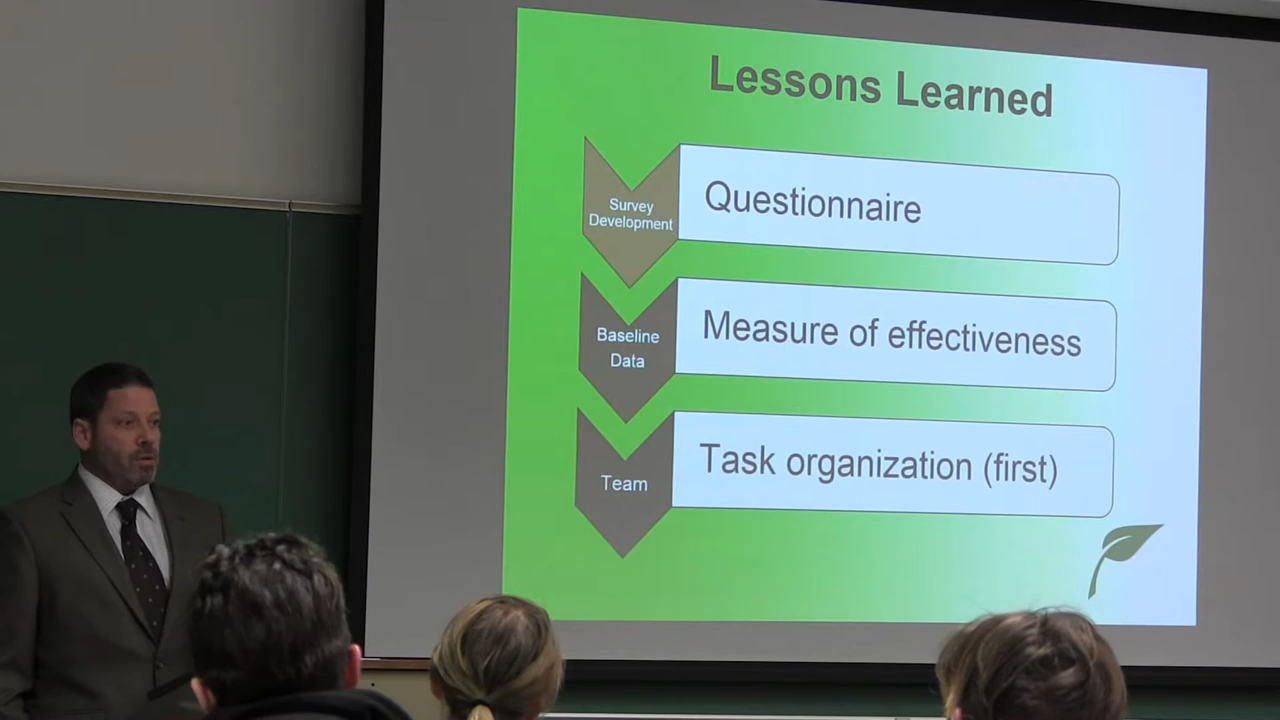 Lessons Learned
Survey
Development
Questionnaire
Baseline
Data
Measure of effectiveness
Team
Task organization (first)